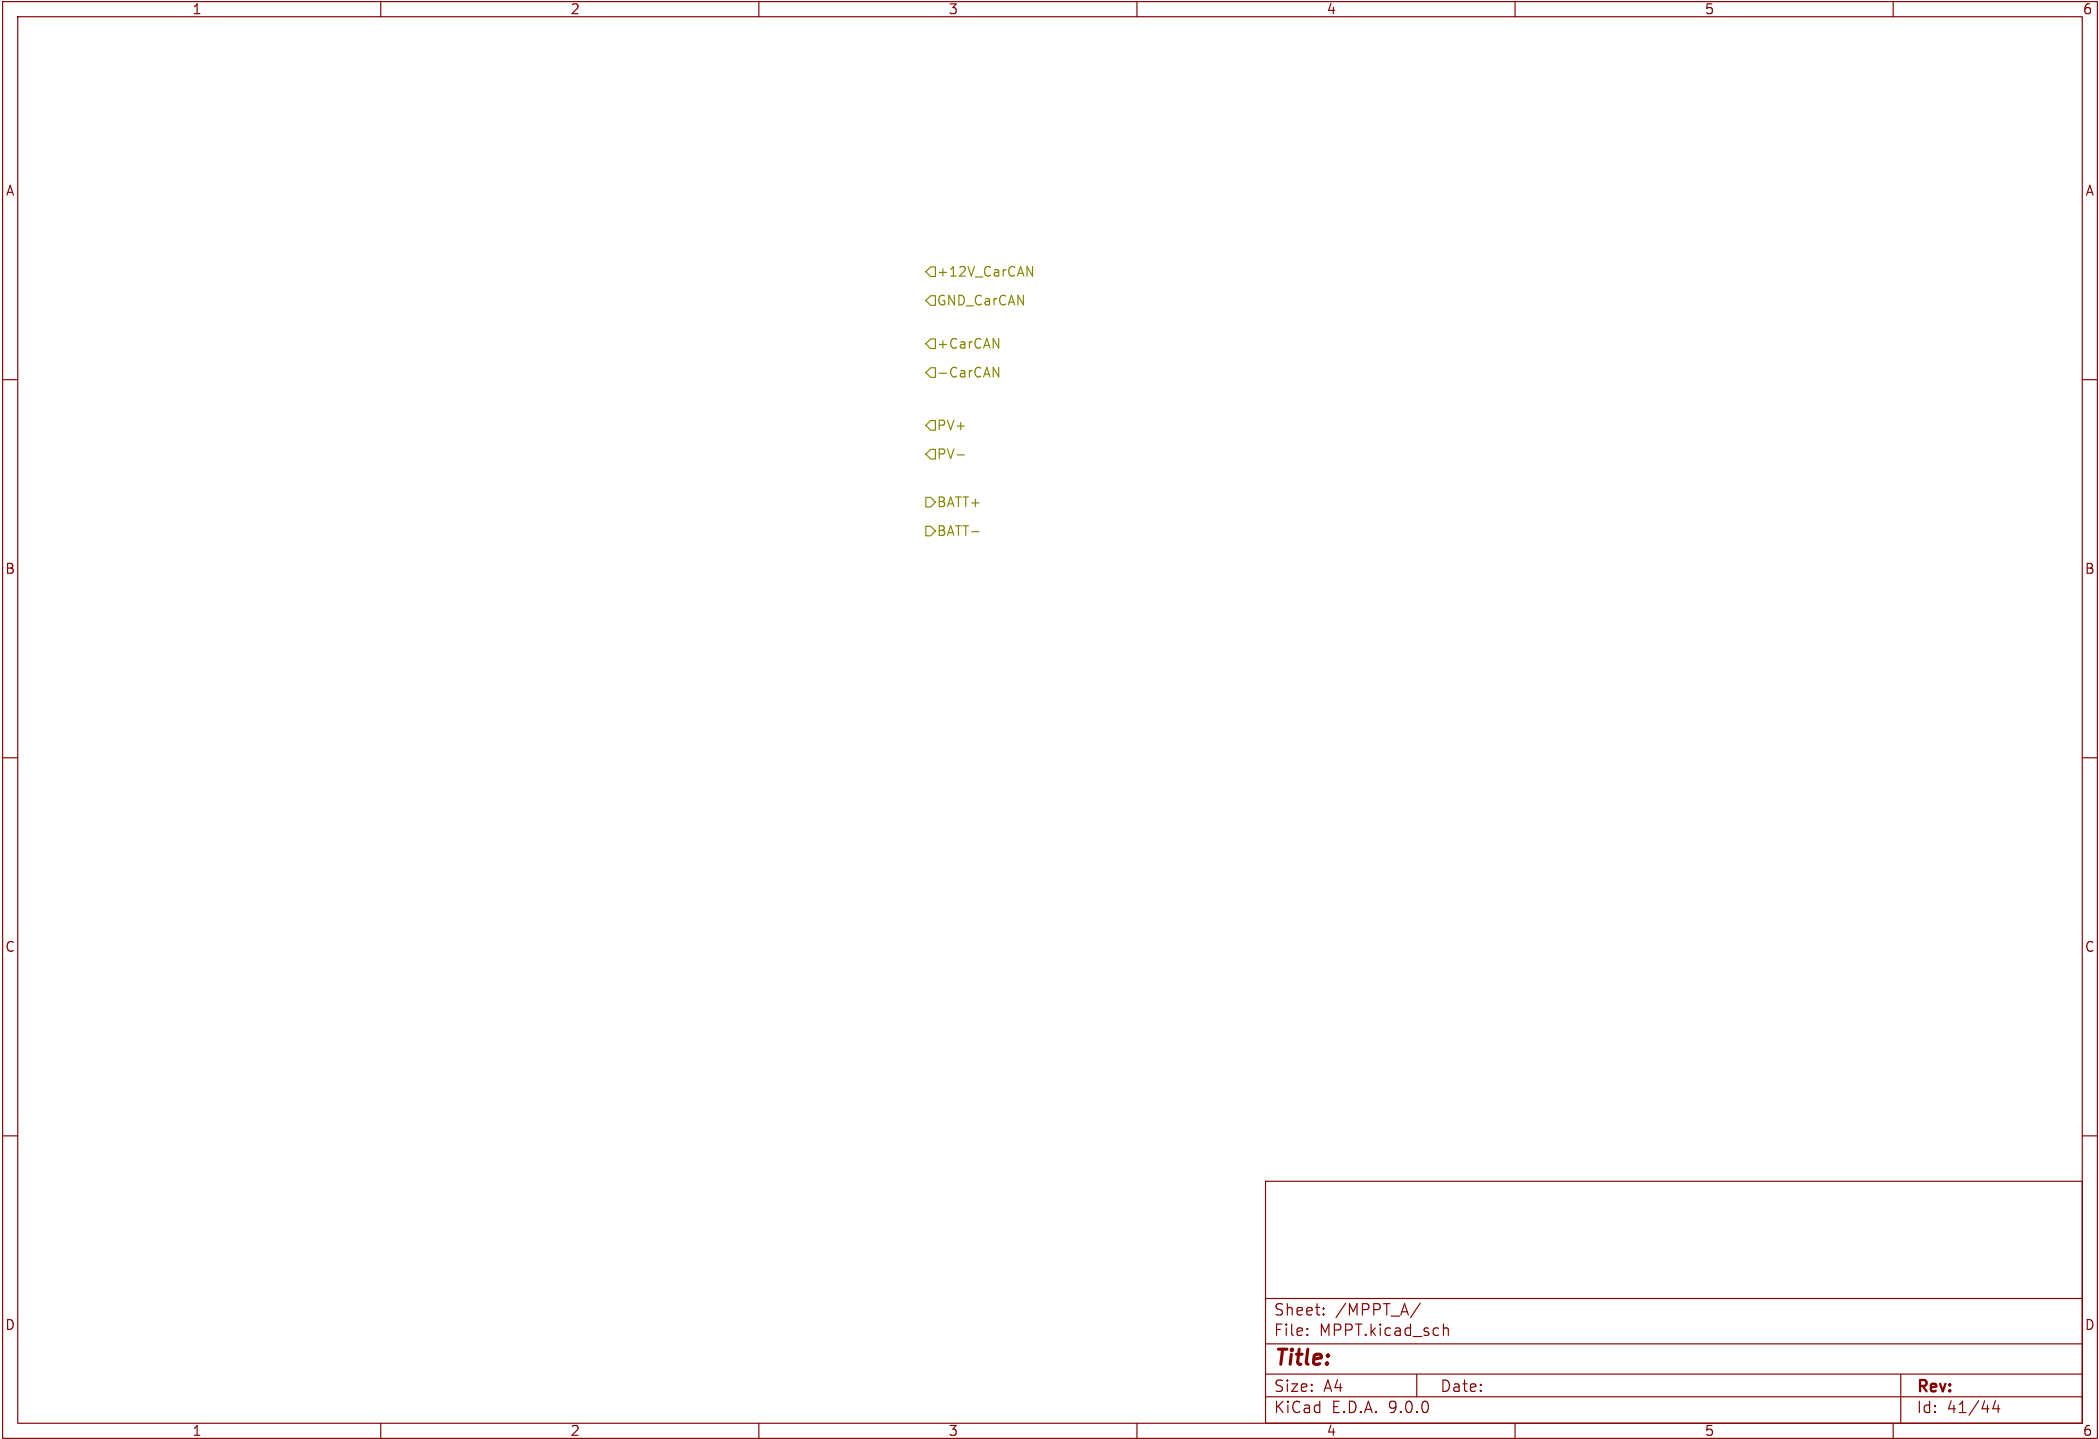 1 2 3 4 5 6
A A
+12V_CarCAN
GND_CarCAN
+CarCAN
-CarCAN
PV+
PV-
BATT+
BATT-
B B
C C
Sheet: /MPPT_A/
File: MPPT.kicad_sch
D D
Title:
Size: A4 Date: Rev:
KiCad E.D.A. 9.0.0 Id: 41/44
1 2 3 4 5 6